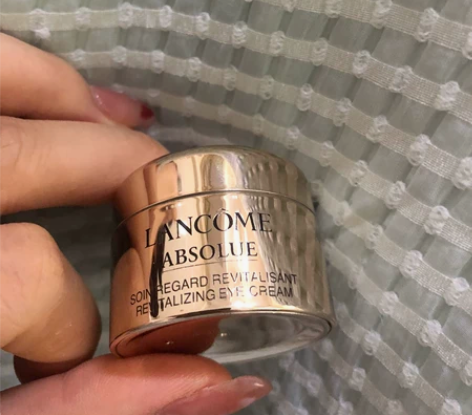 LANCÔME
ABSOLUE
SOIN REGARD REVITALISANT
REVITALIZING EYE CREAM